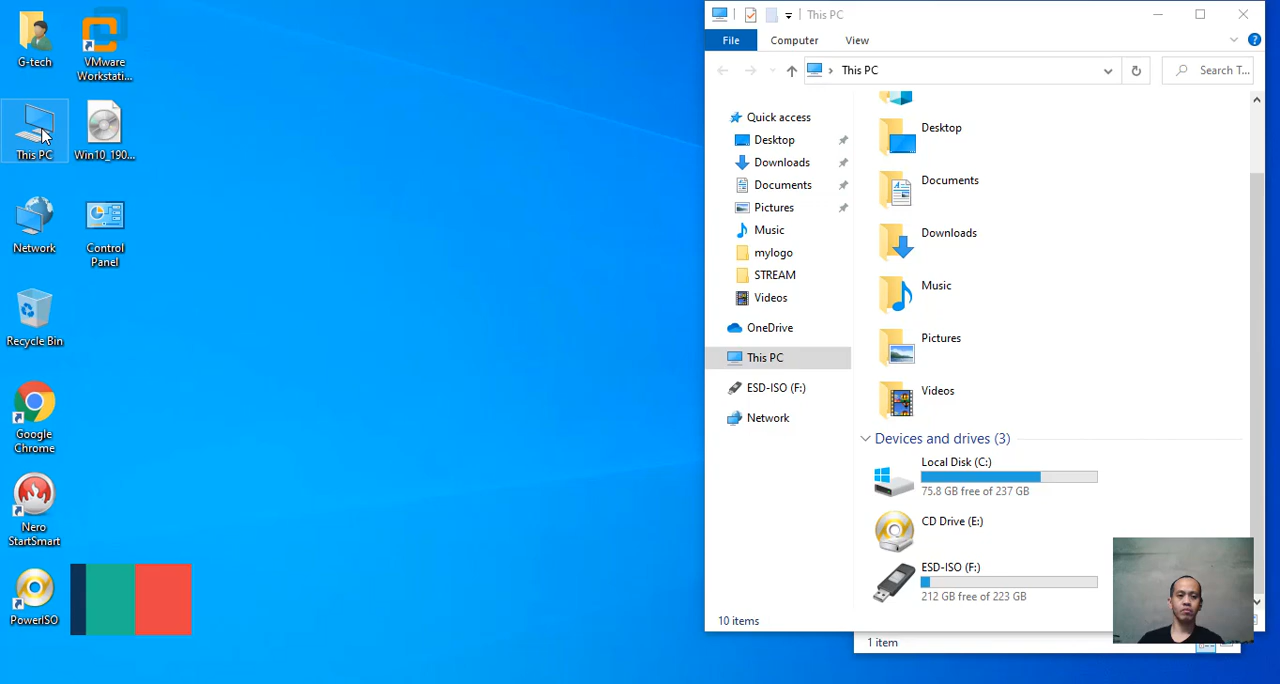 G-tech
VMware
Workstati...
This PC
Win10_190...
Network
Control
Panel
Recycle Bin
Google
Chrome
Nero
StartSmart
PowerISO
This PC
File
Computer
View
This PC
Search T...
Quick access
Desktop
Downloads
Documents
Pictures
Music
mylogo
STREAM
Videos
OneDrive
This PC
ESD-ISO (F:)
Network
Desktop
Documents
Downloads
Music
Pictures
Videos
Devices and drives (3)
Local Disk (C:)
75.8 GB free of 237 GB
CD Drive (E:)
ESD-ISO (F:)
212 GB free of 223 GB
10 items
1 item